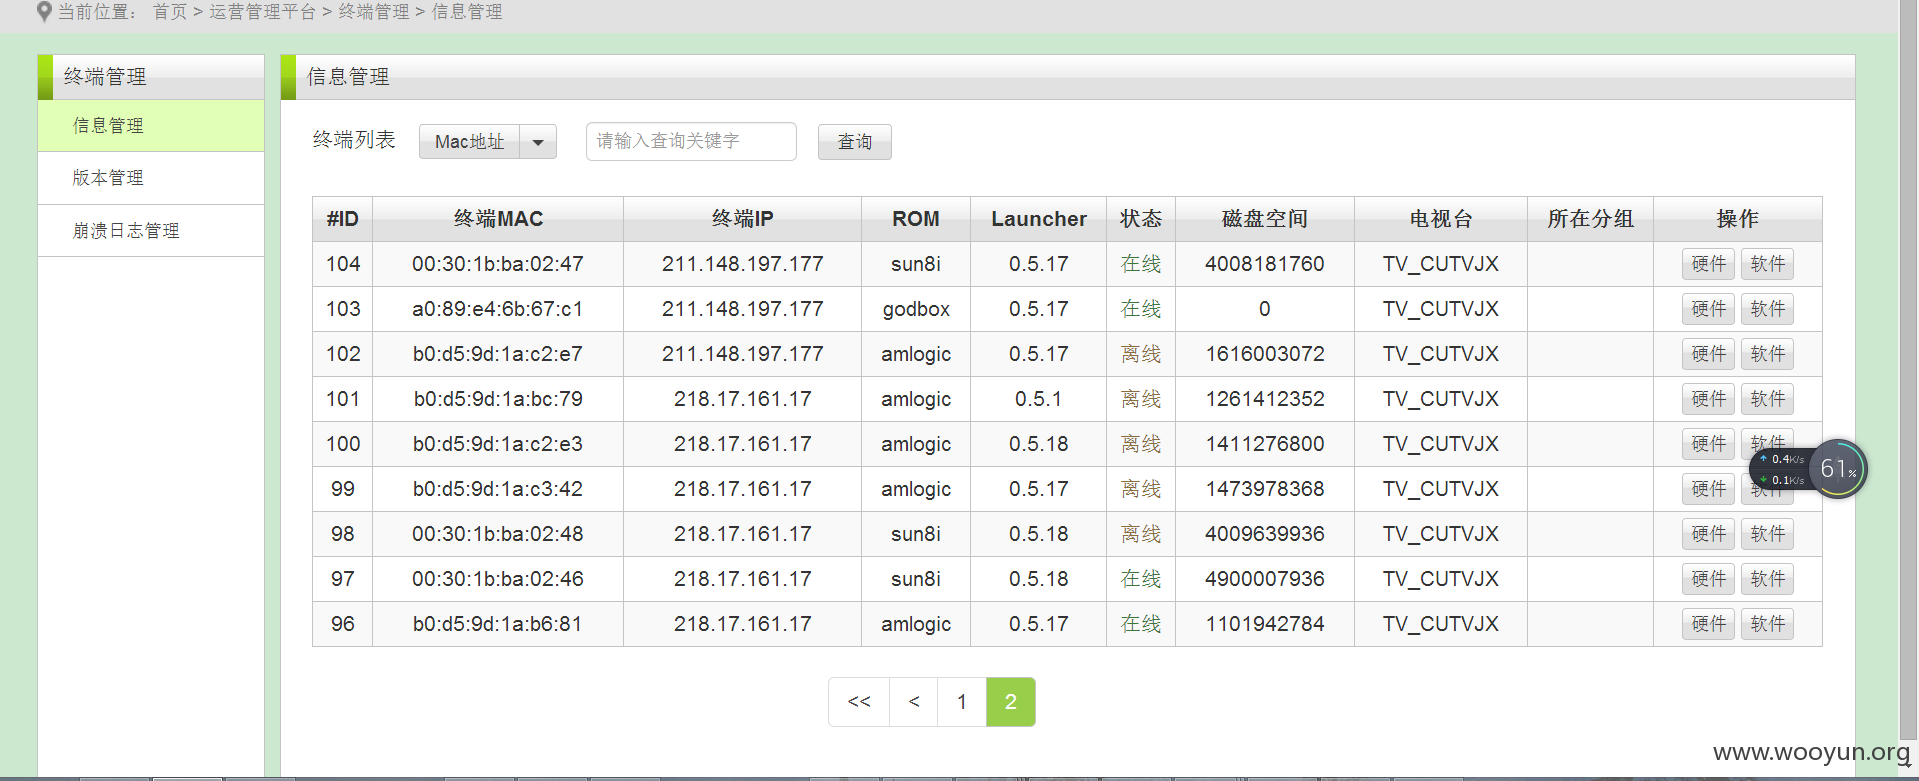 当前位置： 首页 > 运营管理平台 > 终端管理 > 信息管理
终端管理
信息管理
版本管理
崩溃日志管理
信息管理
终端列表 Mac地址 请输入查询关键字 查询
#ID 终端MAC 终端IP ROM Launcher 状态 磁盘空间 电视台 所在分组 操作
104 00:30:1b:ba:02:47 211.148.197.177 sun8i 0.5.17 在线 4008181760 TV_CUTVJX 硬件 软件
103 a0:89:e4:6b:67:c1 211.148.197.177 godbox 0.5.17 在线 0 TV_CUTVJX 硬件 软件
102 b0:d5:9d:1a:c2:e7 211.148.197.177 amlogic 0.5.17 离线 1616003072 TV_CUTVJX 硬件 软件
101 b0:d5:9d:1a:bc:79 218.17.161.17 amlogic 0.5.1 离线 1261412352 TV_CUTVJX 硬件 软件
100 b0:d5:9d:1a:c2:e3 218.17.161.17 amlogic 0.5.18 离线 1411276800 TV_CUTVJX 硬件 软件
99 b0:d5:9d:1a:c3:42 218.17.161.17 amlogic 0.5.17 离线 1473978368 TV_CUTVJX 硬件 软件
98 00:30:1b:ba:02:48 218.17.161.17 sun8i 0.5.18 离线 4009639936 TV_CUTVJX 硬件 软件
97 00:30:1b:ba:02:46 218.17.161.17 sun8i 0.5.18 在线 4900007936 TV_CUTVJX 硬件 软件
96 b0:d5:9d:1a:b6:81 218.17.161.17 amlogic 0.5.17 在线 1101942784 TV_CUTVJX 硬件 软件
0.4K/s
0.1K/s
61%
<< < 1 2
www.wooyun.org